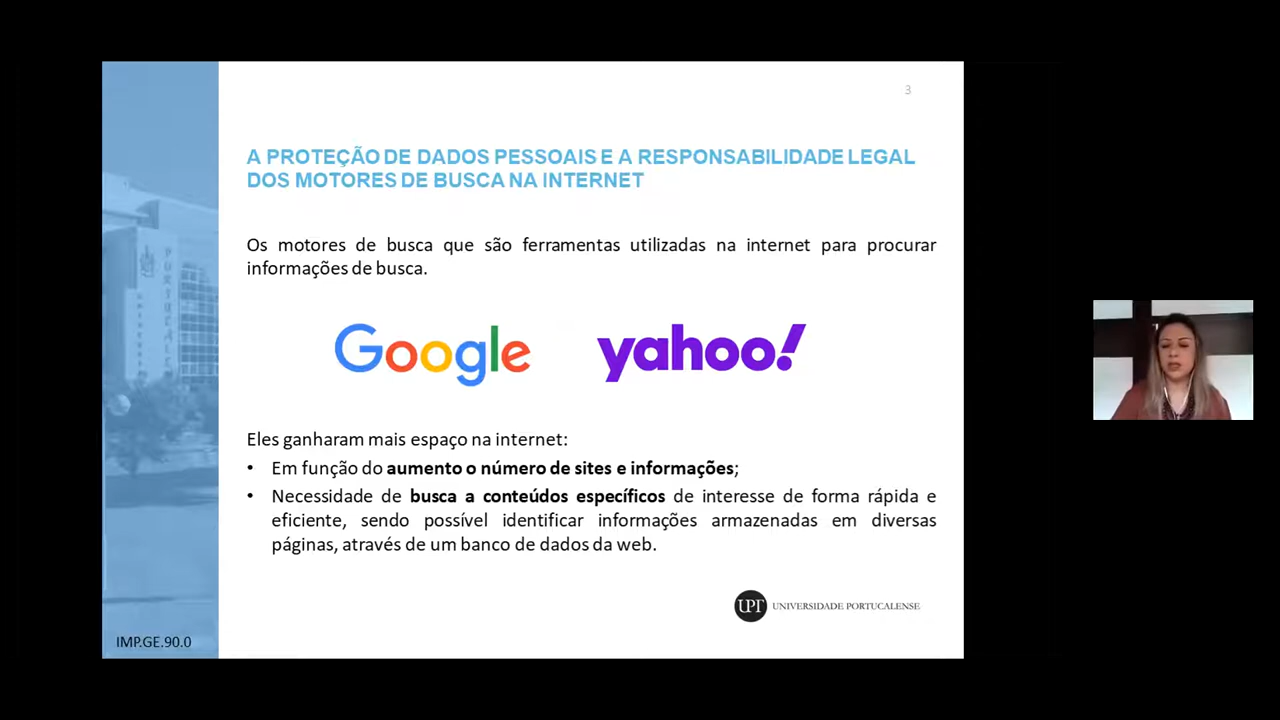 3
A PROTEÇÃO DE DADOS PESSOAIS E A RESPONSABILIDADE LEGAL
DOS MOTORES DE BUSCA NA INTERNET
Os motores de busca que são ferramentas utilizadas na internet para procurar
informações de busca.
Google yahoo!
Eles ganharam mais espaço na internet:
• Em função do aumento o número de sites e informações;
• Necessidade de busca a conteúdos específicos de interesse de forma rápida e
eficiente, sendo possível identificar informações armazenadas em diversas
páginas, através de um banco de dados da web.
UPT UNIVERSIDADE PORTUCALENSE
IMP.GE.90.0